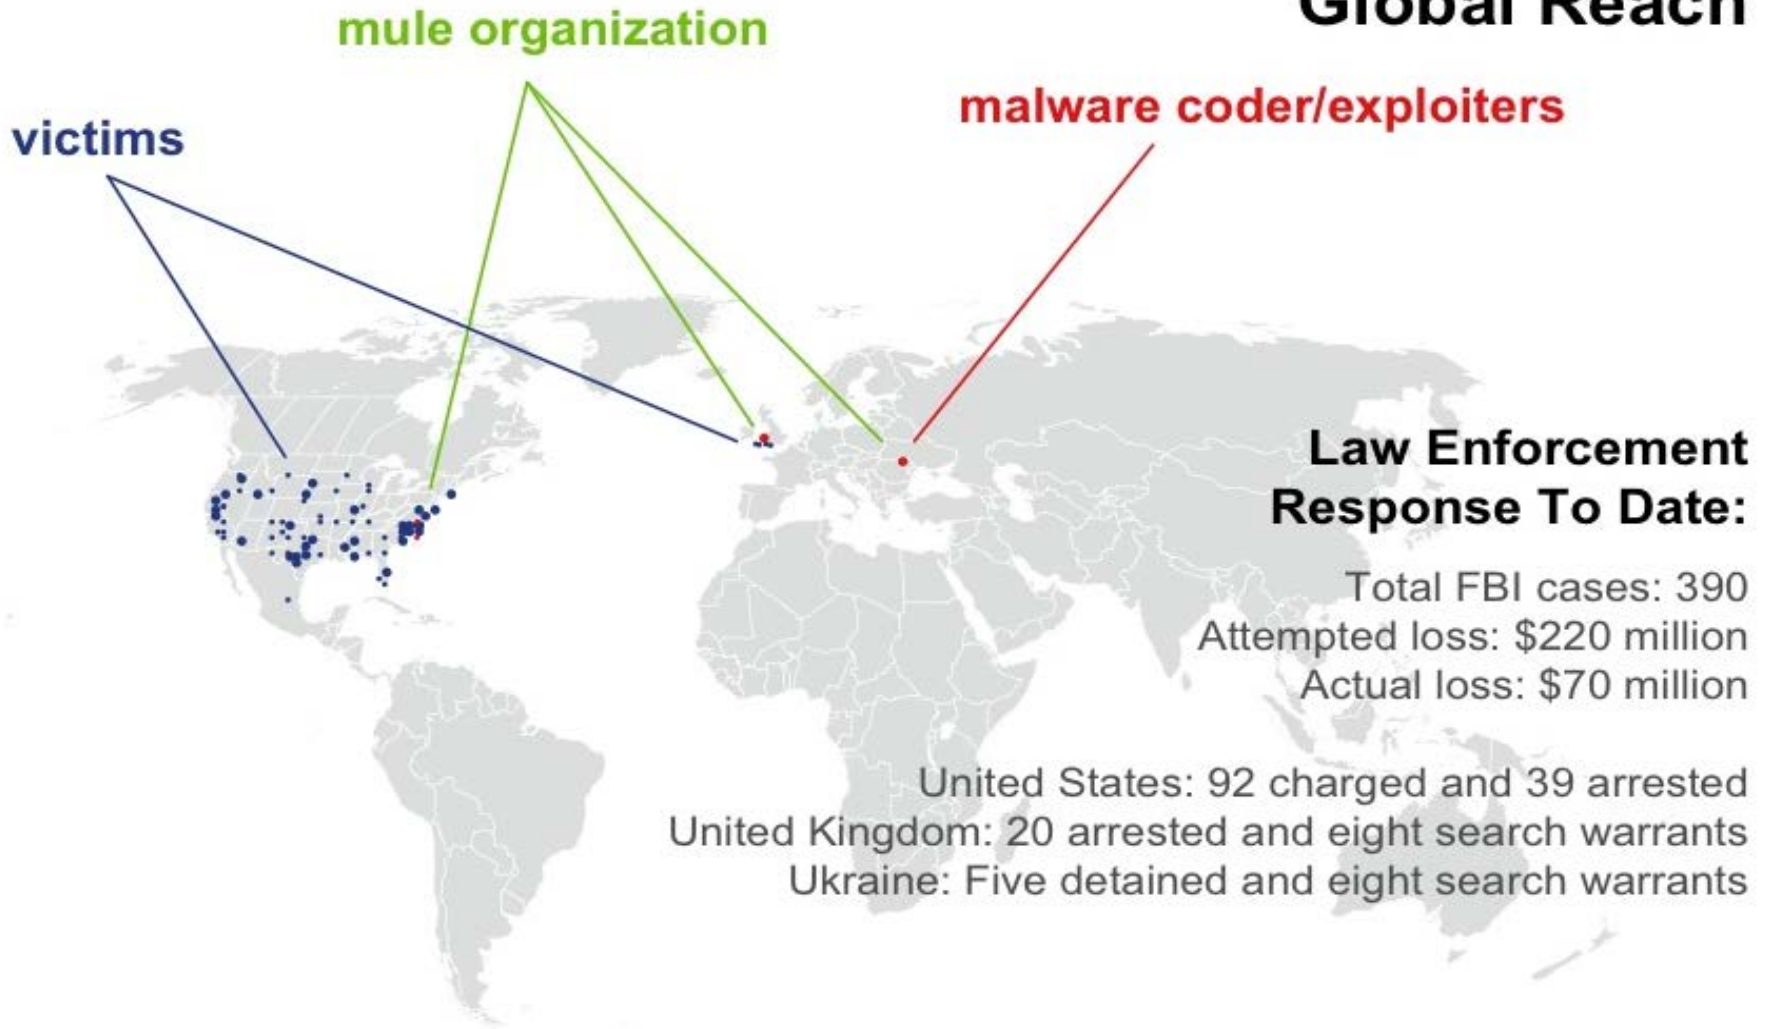 Global Reach
mule organization
malware coder/exploiters
victims
Law Enforcement
Response To Date:
Total FBI cases: 390
Attempted loss: $220 million
Actual loss: $70 million
United States: 92 charged and 39 arrested
United Kingdom: 20 arrested and eight search warrants
Ukraine: Five detained and eight search warrants